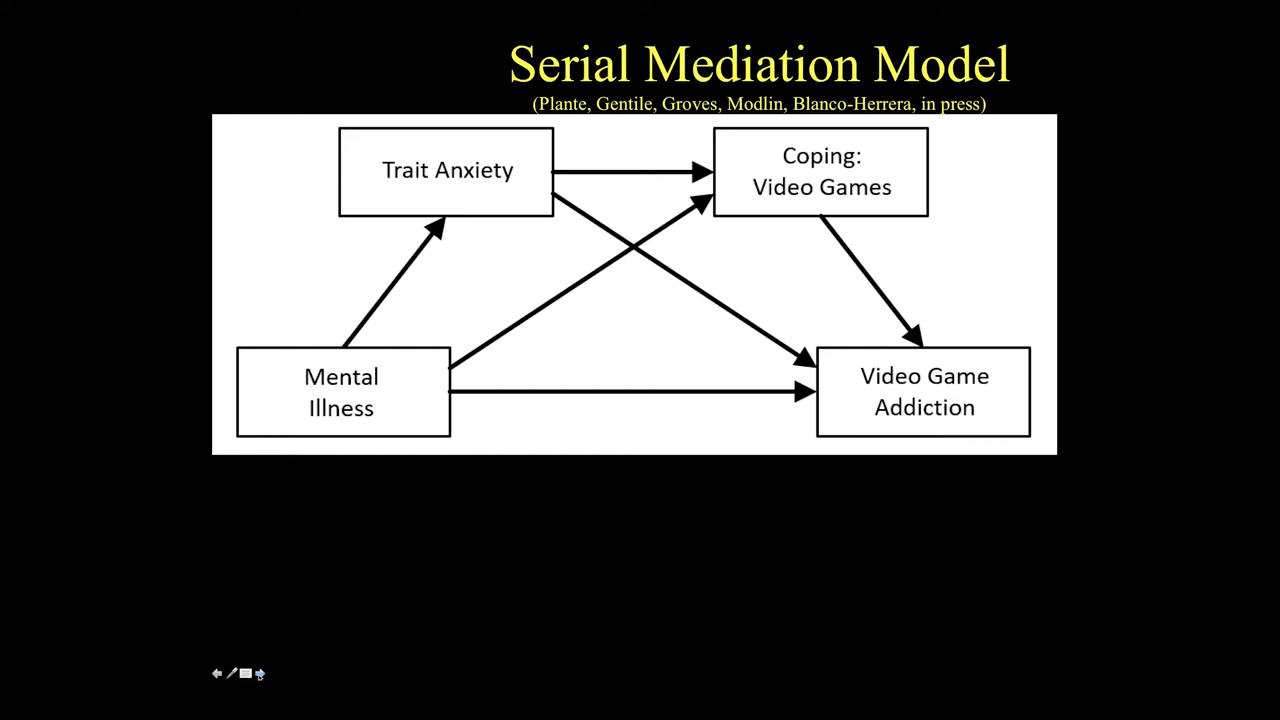 Serial Mediation Model
(Plante, Gentile, Groves, Modlin, Blanco-Herrera, in press)
Trait Anxiety
Coping:
Video Games
Mental
Illness
Video Game
Addiction